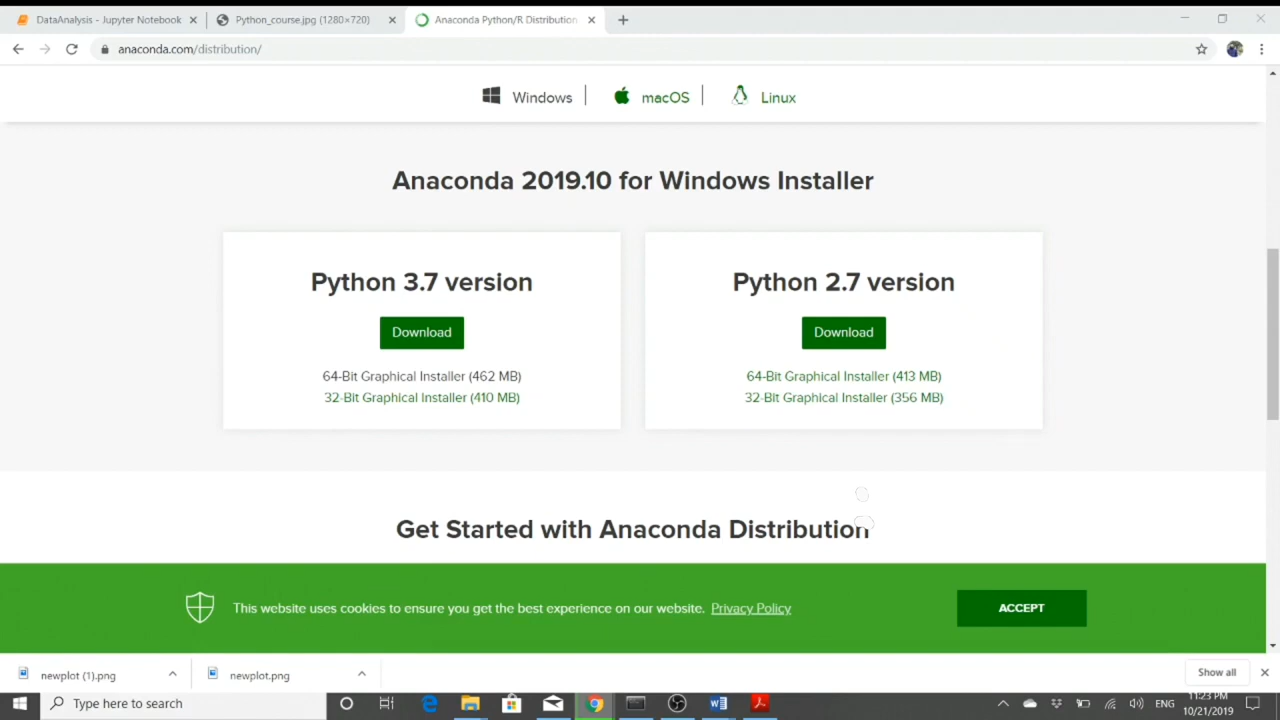 DataAnalysis - Jupyter Notebook
Python_course.jpg (1280×720)
Anaconda Python/R Distribution
anaconda.com/distribution/
Windows
macOS
Linux
Anaconda 2019.10 for Windows Installer
Python 3.7 version
Download
64-Bit Graphical Installer (462 MB)
32-Bit Graphical Installer (410 MB)
Python 2.7 version
Download
64-Bit Graphical Installer (413 MB)
32-Bit Graphical Installer (356 MB)
Get Started with Anaconda Distribution
This website uses cookies to ensure you get the best experience on our website. Privacy Policy
ACCEPT
newplot (1).png
newplot.png
Show all
Type here to search
ENG
11:23 PM
10/21/2019